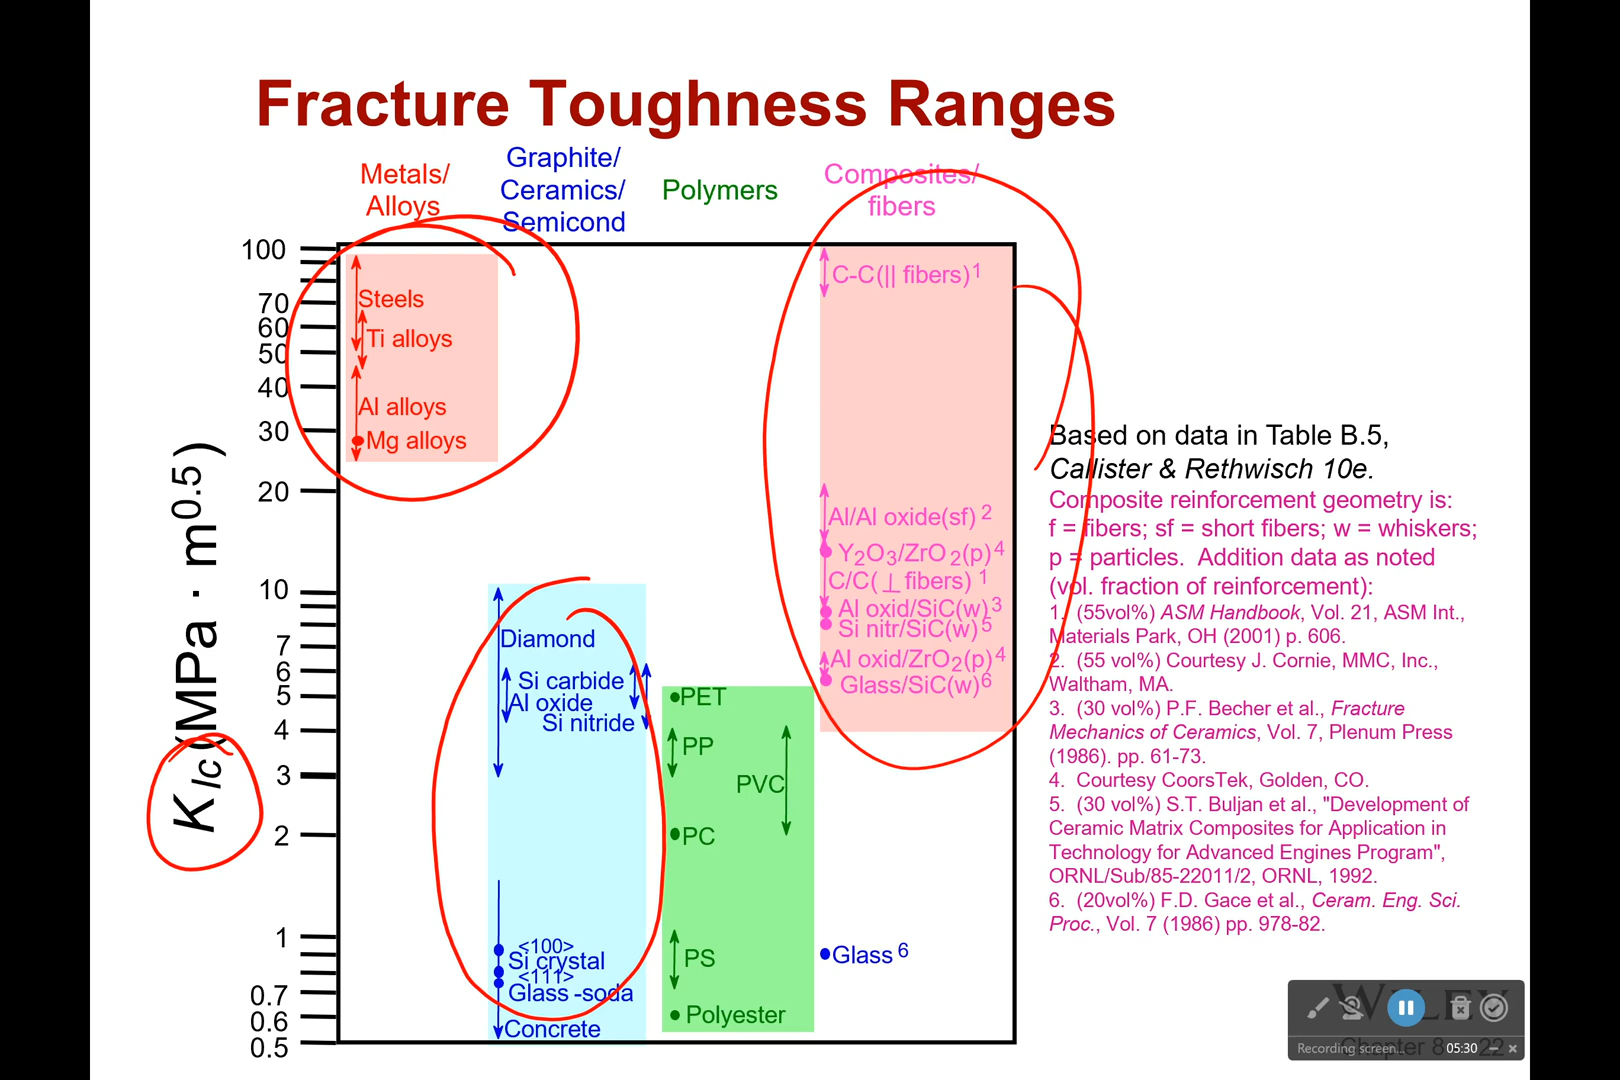 Fracture Toughness Ranges
Metals/
Alloys
Graphite/
Ceramics/
Semicond
Polymers
Composites/
fibers
K Ic (MPa · m0.5)
100
70
60
50
40
30
20
10
7
6
5
4
3
2
1
0.7
0.6
0.5
Steels
Ti alloys
Al alloys
Mg alloys
Diamond
Si carbide
Al oxide
Si nitride
<100>
Si crystal
<111>
Glass -soda
Concrete
PET
PP
PVC
PC
PS
Polyester
C-C(|| fibers) 1
Al/Al oxide(sf) 2
Y2O3/ZrO2(p) 4
C/C(⊥ fibers) 1
Al oxid/SiC(w) 3
Si nitr/SiC(w) 5
Al oxid/ZrO2(p) 4
Glass/SiC(w) 6
Glass 6
Based on data in Table B.5,
Callister & Rethwisch 10e.
Composite reinforcement geometry is:
f = fibers; sf = short fibers; w = whiskers;
p = particles. Addition data as noted
(vol. fraction of reinforcement):
1. (55vol%) ASM Handbook, Vol. 21, ASM Int.,
Materials Park, OH (2001) p. 606.
2. (55 vol%) Courtesy J. Cornie, MMC, Inc.,
Waltham, MA.
3. (30 vol%) P.F. Becher et al., Fracture
Mechanics of Ceramics, Vol. 7, Plenum Press
(1986). pp. 61-73.
4. Courtesy CoorsTek, Golden, CO.
5. (30 vol%) S.T. Buljan et al., "Development of
Ceramic Matrix Composites for Application in
Technology for Advanced Engines Program",
ORNL/Sub/85-22011/2, ORNL, 1992.
6. (20vol%) F.D. Gace et al., Ceram. Eng. Sci.
Proc., Vol. 7 (1986) pp. 978-82.
WILEY
Chapter 8 22
Recording screen... 05:30